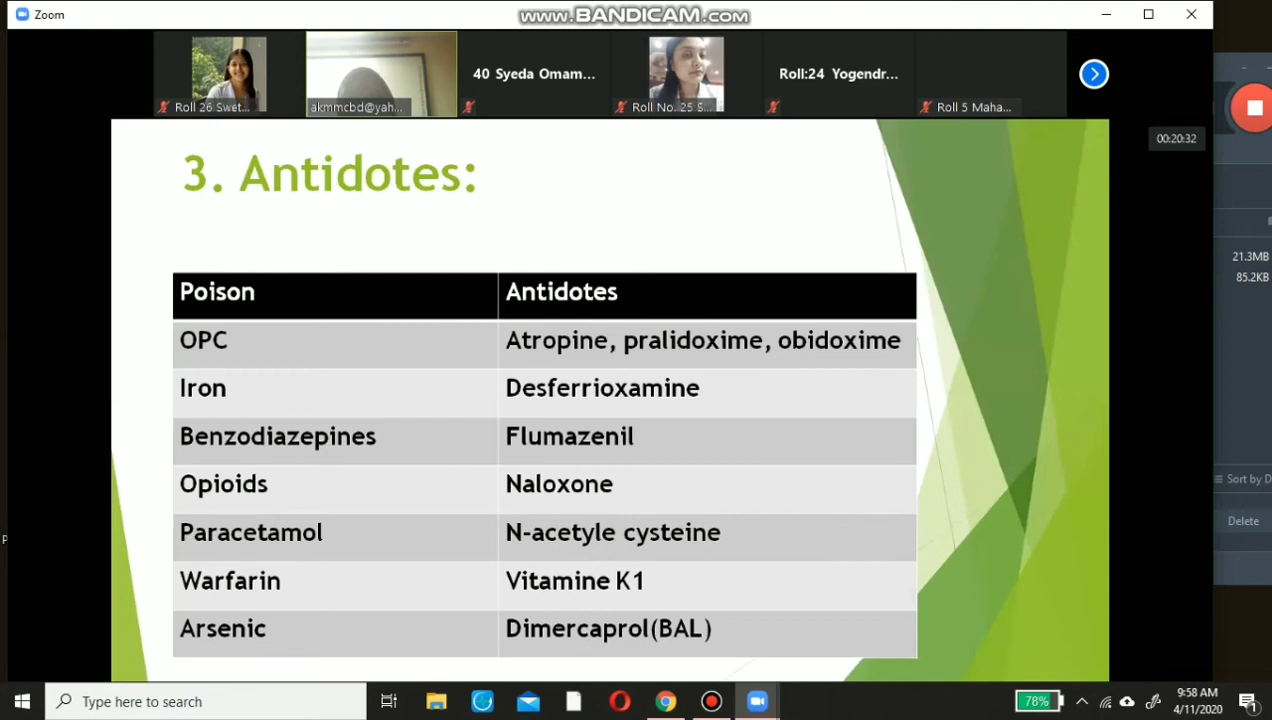 Zoom
www.BANDICAM.com
Roll 26 Swet...
akmmcbd@yah...
40 Syeda Omam...
Roll No. 25 S...
Roll:24 Yogendr...
Roll 5 Maha...
00:20:32
3. Antidotes:
Poison Antidotes
OPC Atropine, pralidoxime, obidoxime
Iron Desferrioxamine
Benzodiazepines Flumazenil
Opioids Naloxone
Paracetamol N-acetyle cysteine
Warfarin Vitamine K1
Arsenic Dimercaprol(BAL)
21.3MB
85.2KB
Sort by D
Delete
Type here to search
78%
9:58 AM
4/11/2020
1